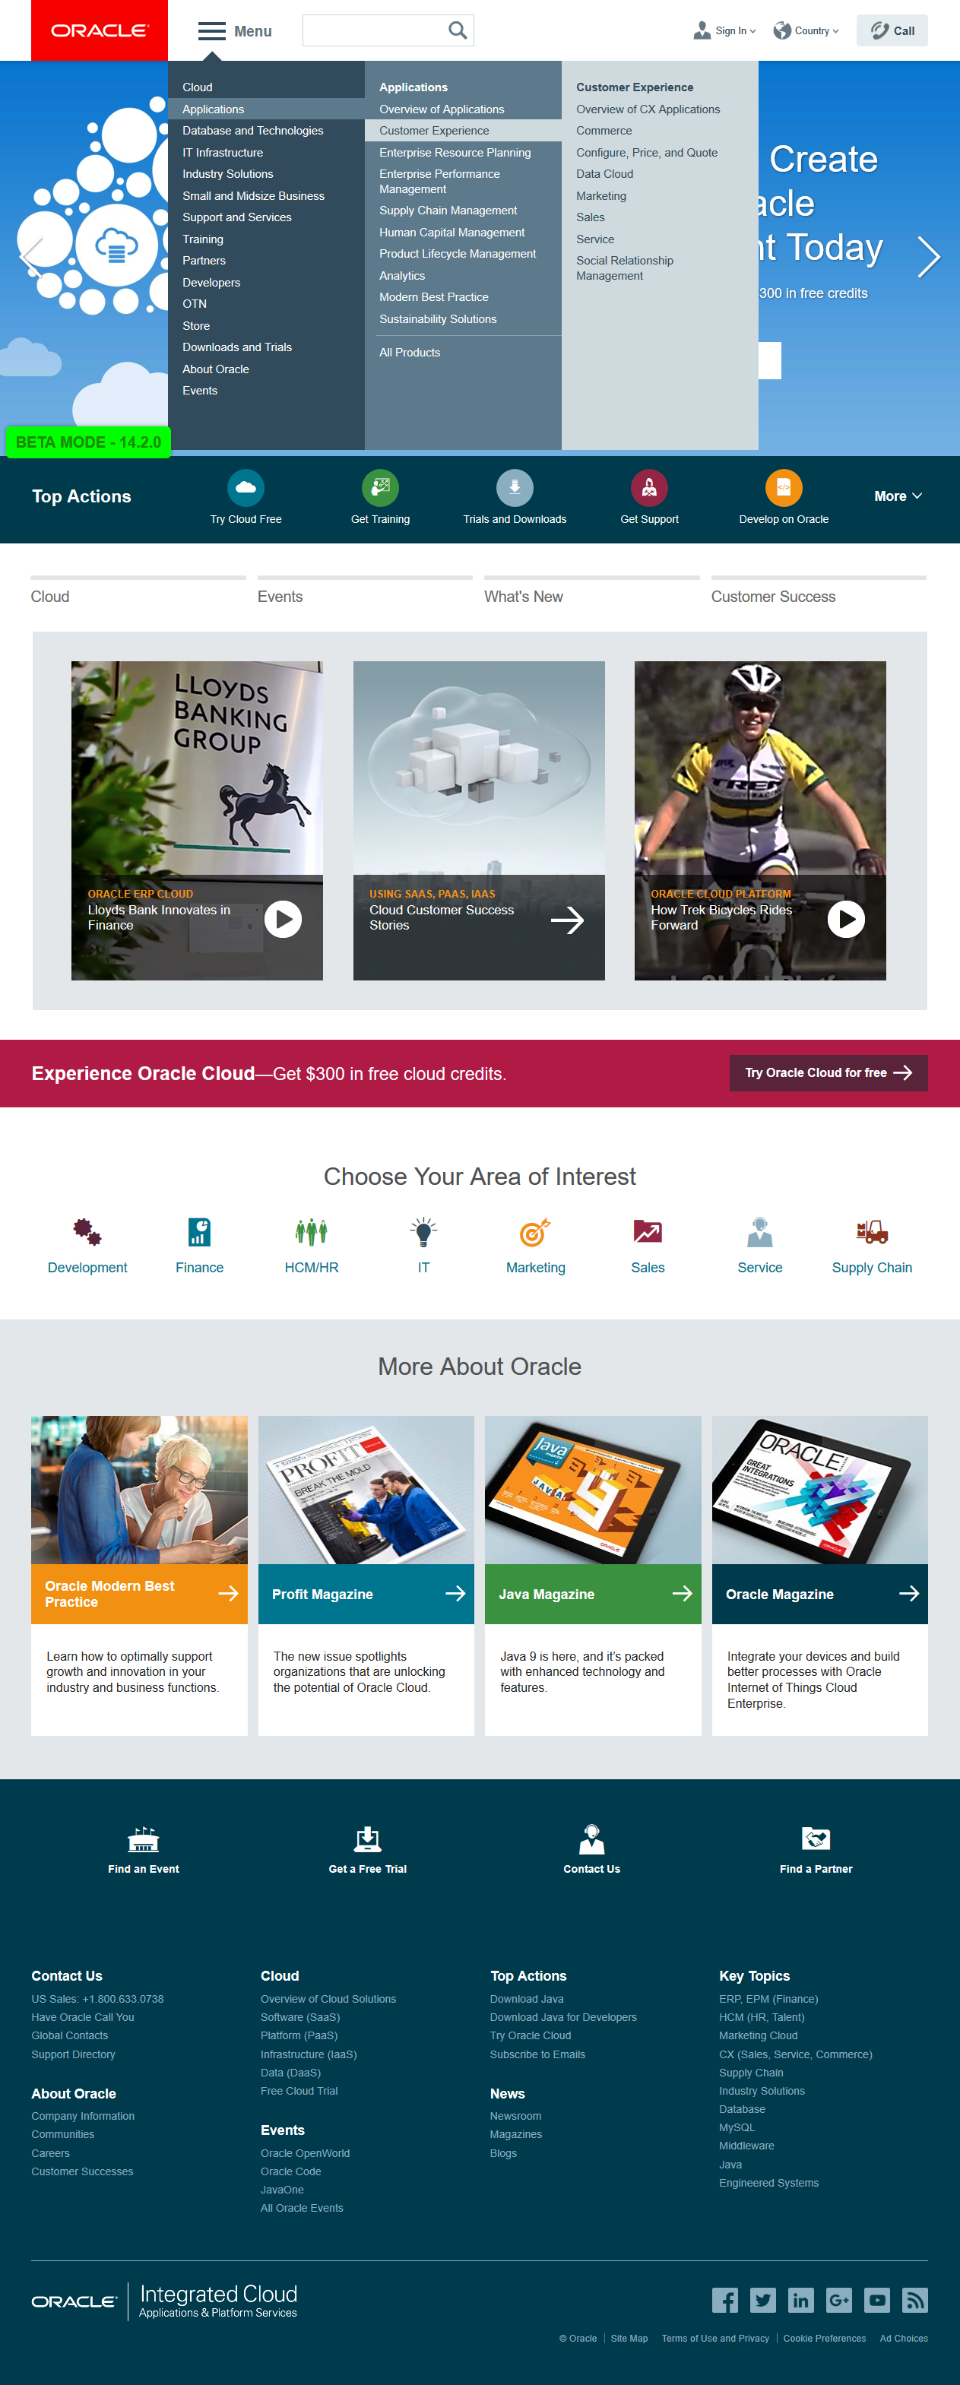 ORACLE
Menu
Sign In
Country
Call
Cloud
Applications
Database and Technologies
IT Infrastructure
Industry Solutions
Small and Midsize Business
Support and Services
Training
Partners
Developers
OTN
Store
Downloads and Trials
About Oracle
Events
Applications
Overview of Applications
Customer Experience
Enterprise Resource Planning
Enterprise Performance
Management
Supply Chain Management
Human Capital Management
Product Lifecycle Management
Analytics
Modern Best Practice
Sustainability Solutions
All Products
Customer Experience
Overview of CX Applications
Commerce
Configure, Price, and Quote
Data Cloud
Marketing
Sales
Service
Social Relationship
Management
Create
acle
nt Today
300 in free credits
BETA MODE - 14.2.0
Top Actions
Try Cloud Free
Get Training
Trials and Downloads
Get Support
Develop on Oracle
More
Cloud
Events
What's New
Customer Success
LLOYDS
BANKING
GROUP
ORACLE ERP CLOUD
Lloyds Bank Innovates in
Finance
USING SAAS, PAAS, IAAS
Cloud Customer Success
Stories
TREK
ORACLE CLOUD PLATFORM
How Trek Bicycles Rides
Forward
20
Experience Oracle Cloud—Get $300 in free cloud credits.
Try Oracle Cloud for free
Choose Your Area of Interest
Development
Finance
HCM/HR
IT
Marketing
Sales
Service
Supply Chain
More About Oracle
PROFIT
BREAK THE MOLD
Java
JAVA
ORACLE
GREAT
INTEGRATIONS
Oracle Modern Best
Practice
Profit Magazine
Java Magazine
Oracle Magazine
Learn how to optimally support
growth and innovation in your
industry and business functions.
The new issue spotlights
organizations that are unlocking
the potential of Oracle Cloud.
Java 9 is here, and it's packed
with enhanced technology and
features.
Integrate your devices and build
better processes with Oracle
Internet of Things Cloud
Enterprise.
Find an Event
Get a Free Trial
Contact Us
Find a Partner
Contact Us
US Sales: +1.800.633.0738
Have Oracle Call You
Global Contacts
Support Directory
About Oracle
Company Information
Communities
Careers
Customer Successes
Cloud
Overview of Cloud Solutions
Software (SaaS)
Platform (PaaS)
Infrastructure (IaaS)
Data (DaaS)
Free Cloud Trial
Events
Oracle OpenWorld
Oracle Code
JavaOne
All Oracle Events
Top Actions
Download Java
Download Java for Developers
Try Oracle Cloud
Subscribe to Emails
News
Newsroom
Magazines
Blogs
Key Topics
ERP, EPM (Finance)
HCM (HR, Talent)
Marketing Cloud
CX (Sales, Service, Commerce)
Supply Chain
Industry Solutions
Database
MySQL
Middleware
Java
Engineered Systems
ORACLE Integrated Cloud
Applications & Platform Services
© Oracle
Site Map
Terms of Use and Privacy
Cookie Preferences
Ad Choices